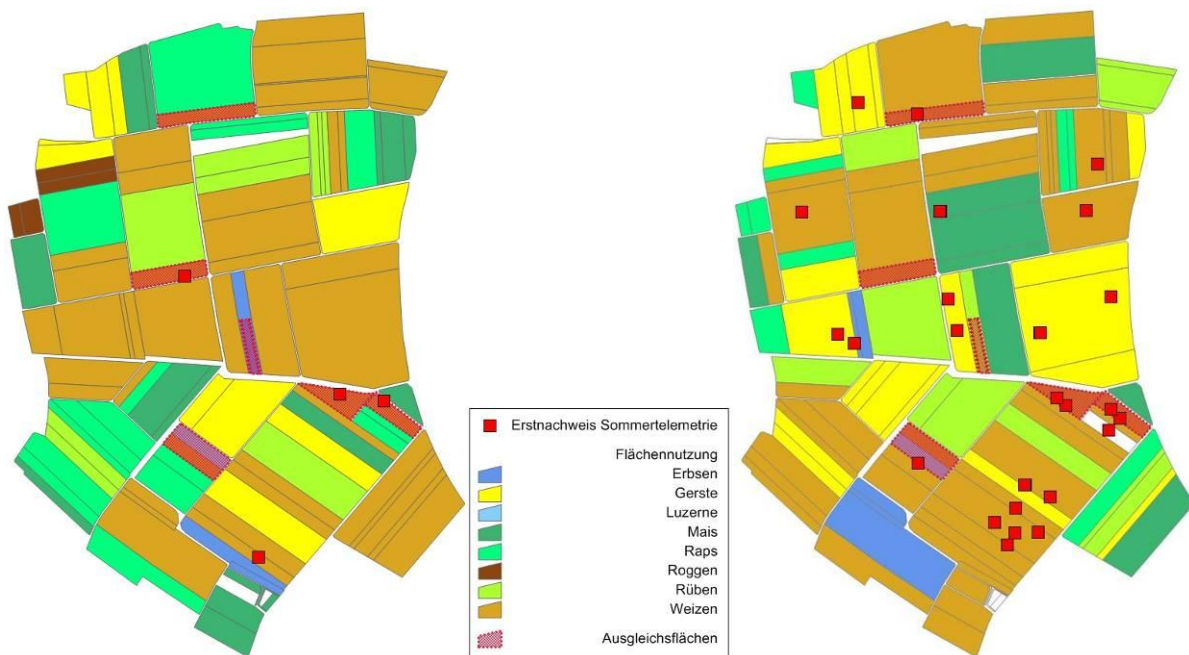 Erstnachweis Sommertelemetrie
Flächennutzung
Erbsen
Gerste
Luzerne
Mais
Raps
Roggen
Rüben
Weizen
Ausgleichsflächen